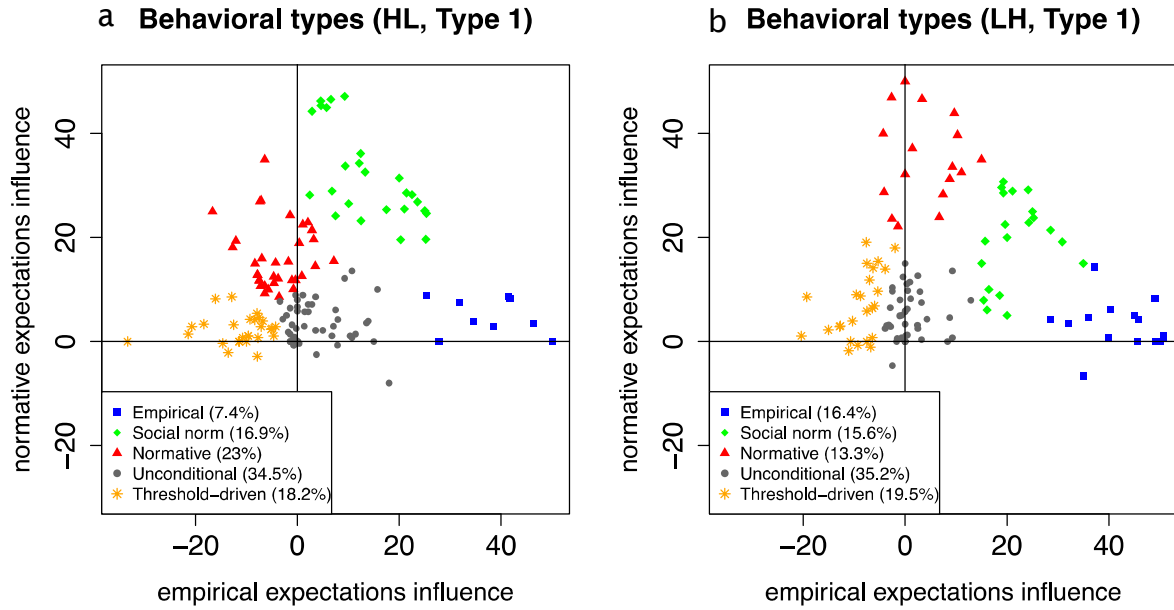 a Behavioral types (HL, Type 1)
normative expectations influence
40
20
0
−20
Empirical (7.4%)
Social norm (16.9%)
Normative (23%)
Unconditional (34.5%)
Threshold−driven (18.2%)
−20 0 20 40
empirical expectations influence
b Behavioral types (LH, Type 1)
normative expectations influence
40
20
0
−20
Empirical (16.4%)
Social norm (15.6%)
Normative (13.3%)
Unconditional (35.2%)
Threshold−driven (19.5%)
−20 0 20 40
empirical expectations influence